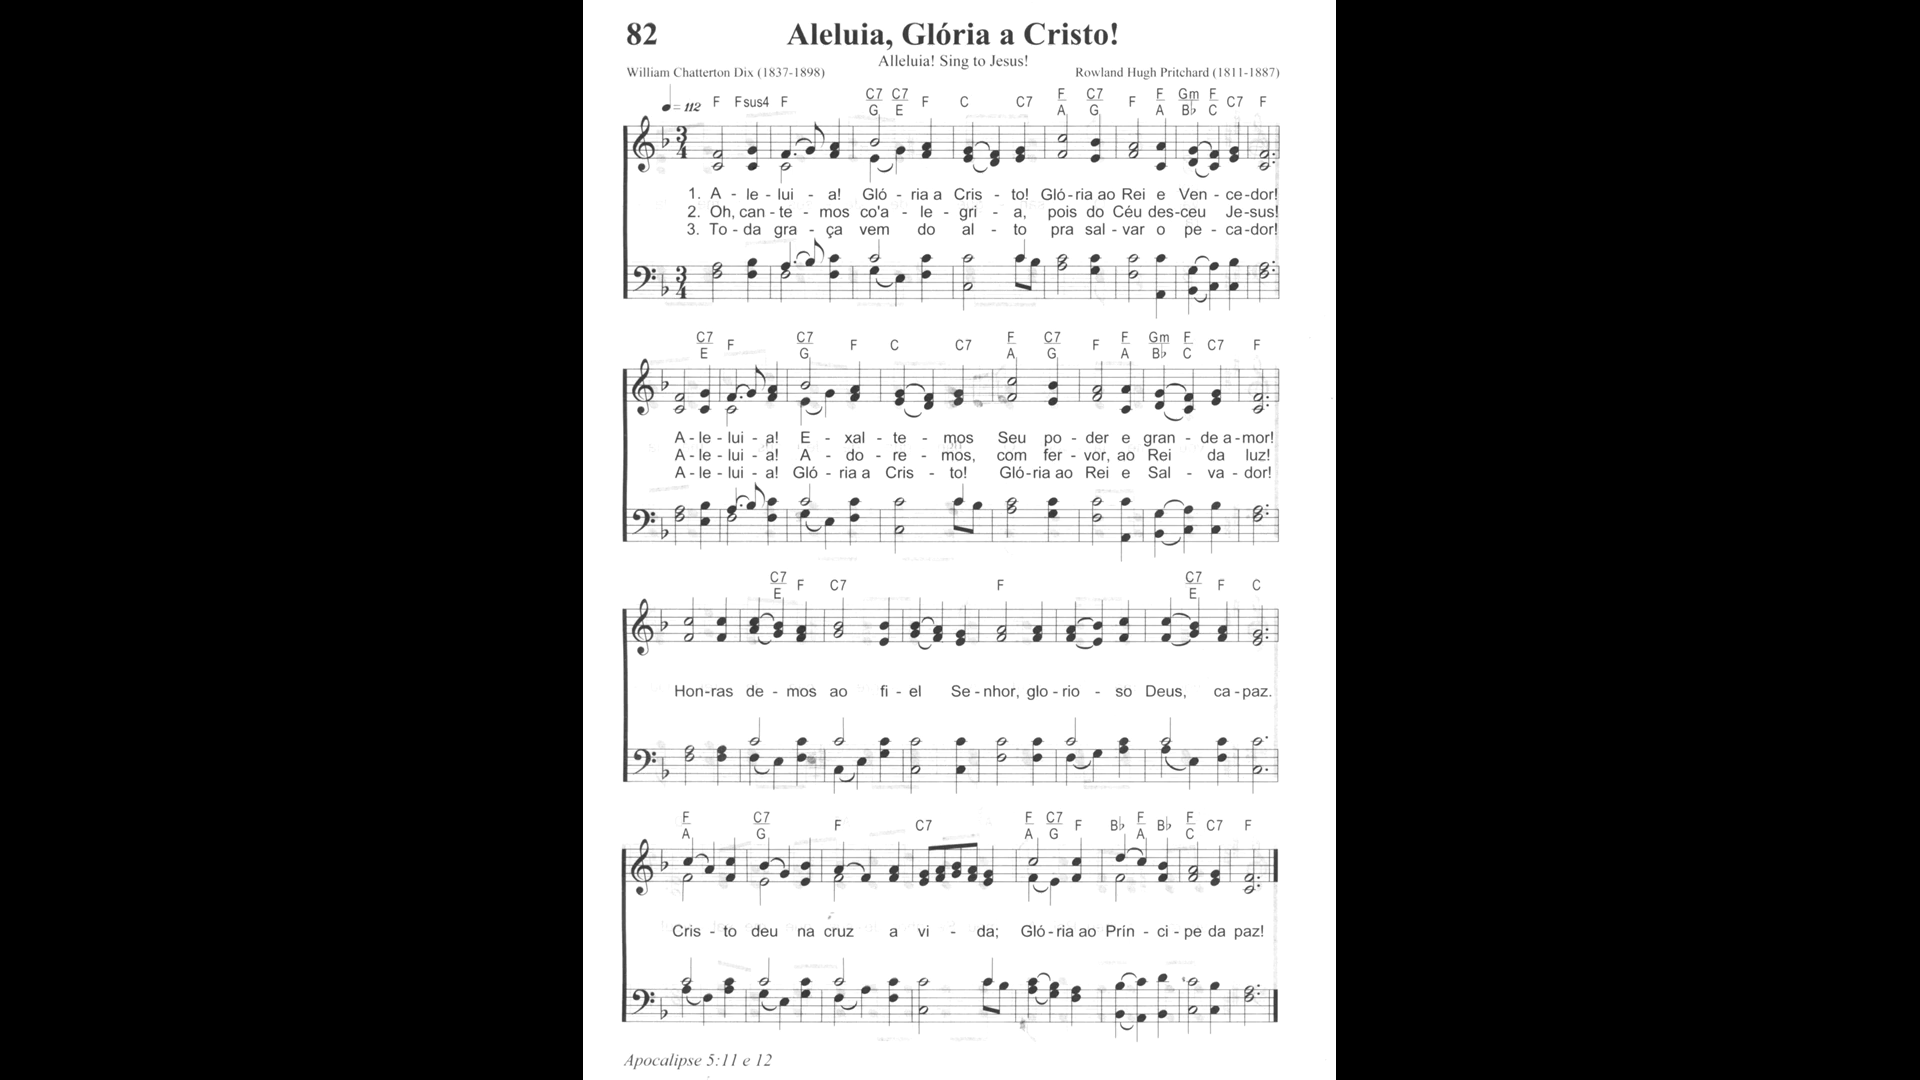 82 Aleluia, Glória a Cristo!
Alleluia! Sing to Jesus!
William Chatterton Dix (1837-1898) Rowland Hugh Pritchard (1811-1887)
= 112 F Fsus4 F C7/G C7/E F C C7 F/A C7/G F F/A Gm/B♭ F/C C7 F
3/4
1. A - le - lui - a! Gló - ria a Cris - to! Gló - ria ao Rei e Ven - ce - dor!
2. Oh, can - te - mos co'a - le - gri - a, pois do Céu des - ceu Je - sus!
3. To - da gra - ça vem do al - to pra sal - var o pe - ca - dor!
3/4
C7/E F C7/G F C C7 F/A C7/G F F/A Gm/B♭ F/C C7 F
A - le - lui - a! E - xal - te - mos Seu po - der e gran - de a - mor!
A - le - lui - a! A - do - re - mos, com fer - vor, ao Rei da luz!
A - le - lui - a! Gló - ria a Cris - to! Gló - ria ao Rei e Sal - va - dor!
C7/E F C7 F C7/E F C
Hon - ras de - mos ao fi - el Se - nhor, glo - rio - so Deus, ca - paz.
F/A C7/G F C7 F/A C7/G F B♭ F/A B♭ F/C C7 F
Cris - to deu na cruz a vi - da; Gló - ria ao Prín - ci - pe da paz!
Apocalipse 5:11 e 12